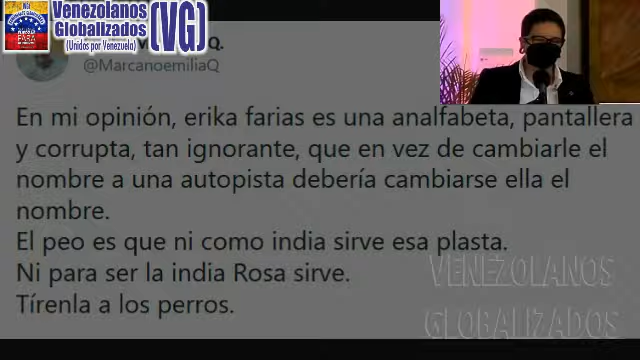 Venezolanos
Globalizados
(Unidos por Venezuela)
(VG)
Q.
@MarcanoemiliaQ
En mi opinión, erika farias es una analfabeta, pantallera
y corrupta, tan ignorante, que en vez de cambiarle el
nombre a una autopista debería cambiarse ella el
nombre.
El peo es que ni como india sirve esa plasta.
Ni para ser la india Rosa sirve.
Tírenla a los perros.
VENEZOLANOS
GLOBALIZADOS